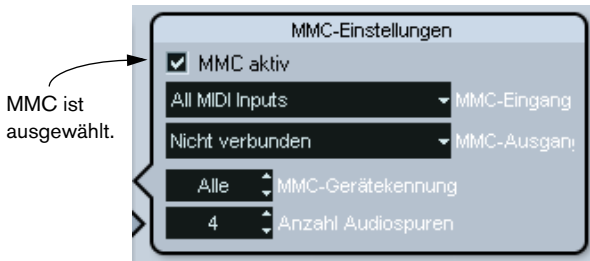 MMC-Einstellungen
MMC aktiv
MMC ist
ausgewählt.
All MIDI Inputs MMC-Eingang
Nicht verbunden MMC-Ausgang
Alle MMC-Gerätekennung
4 Anzahl Audiospuren